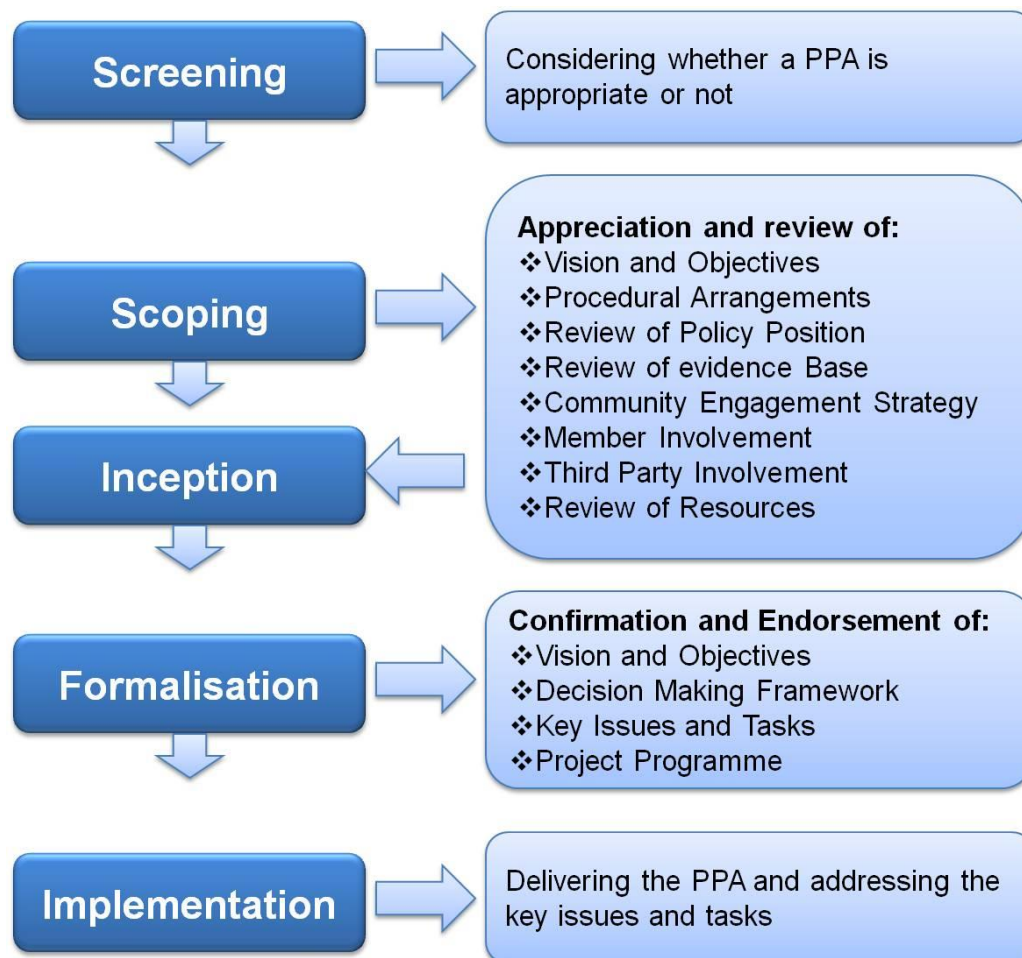 Screening
Considering whether a PPA is
appropriate or not
Scoping
Appreciation and review of:
❖Vision and Objectives
❖Procedural Arrangements
❖Review of Policy Position
❖Review of evidence Base
❖Community Engagement Strategy
❖Member Involvement
❖Third Party Involvement
❖Review of Resources
Inception
Formalisation
Confirmation and Endorsement of:
❖Vision and Objectives
❖Decision Making Framework
❖Key Issues and Tasks
❖Project Programme
Implementation
Delivering the PPA and addressing the
key issues and tasks